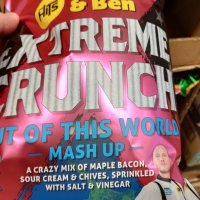 Hits
& Ben
EXTREME
CRUNCH
UT OF THIS WORLD
– MASH UP –
A CRAZY MIX OF MAPLE BACON,
SOUR CREAM & CHIVES, SPRINKLED
WITH SALT & VINEGAR